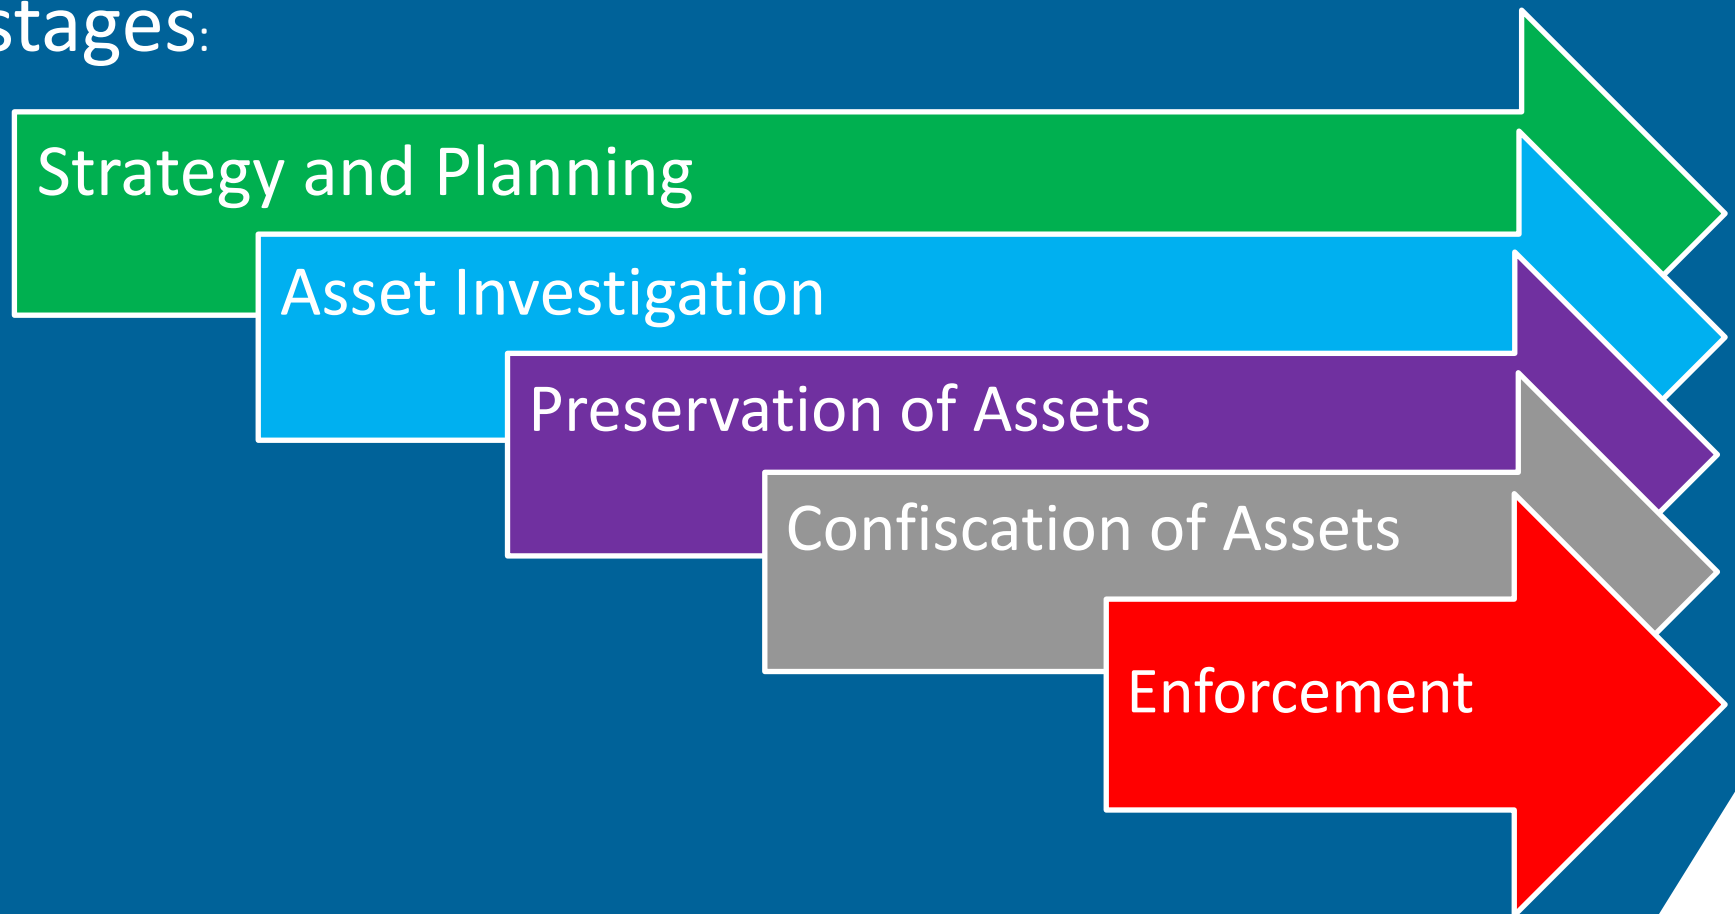 stages:
Strategy and Planning
Asset Investigation
Preservation of Assets
Confiscation of Assets
Enforcement